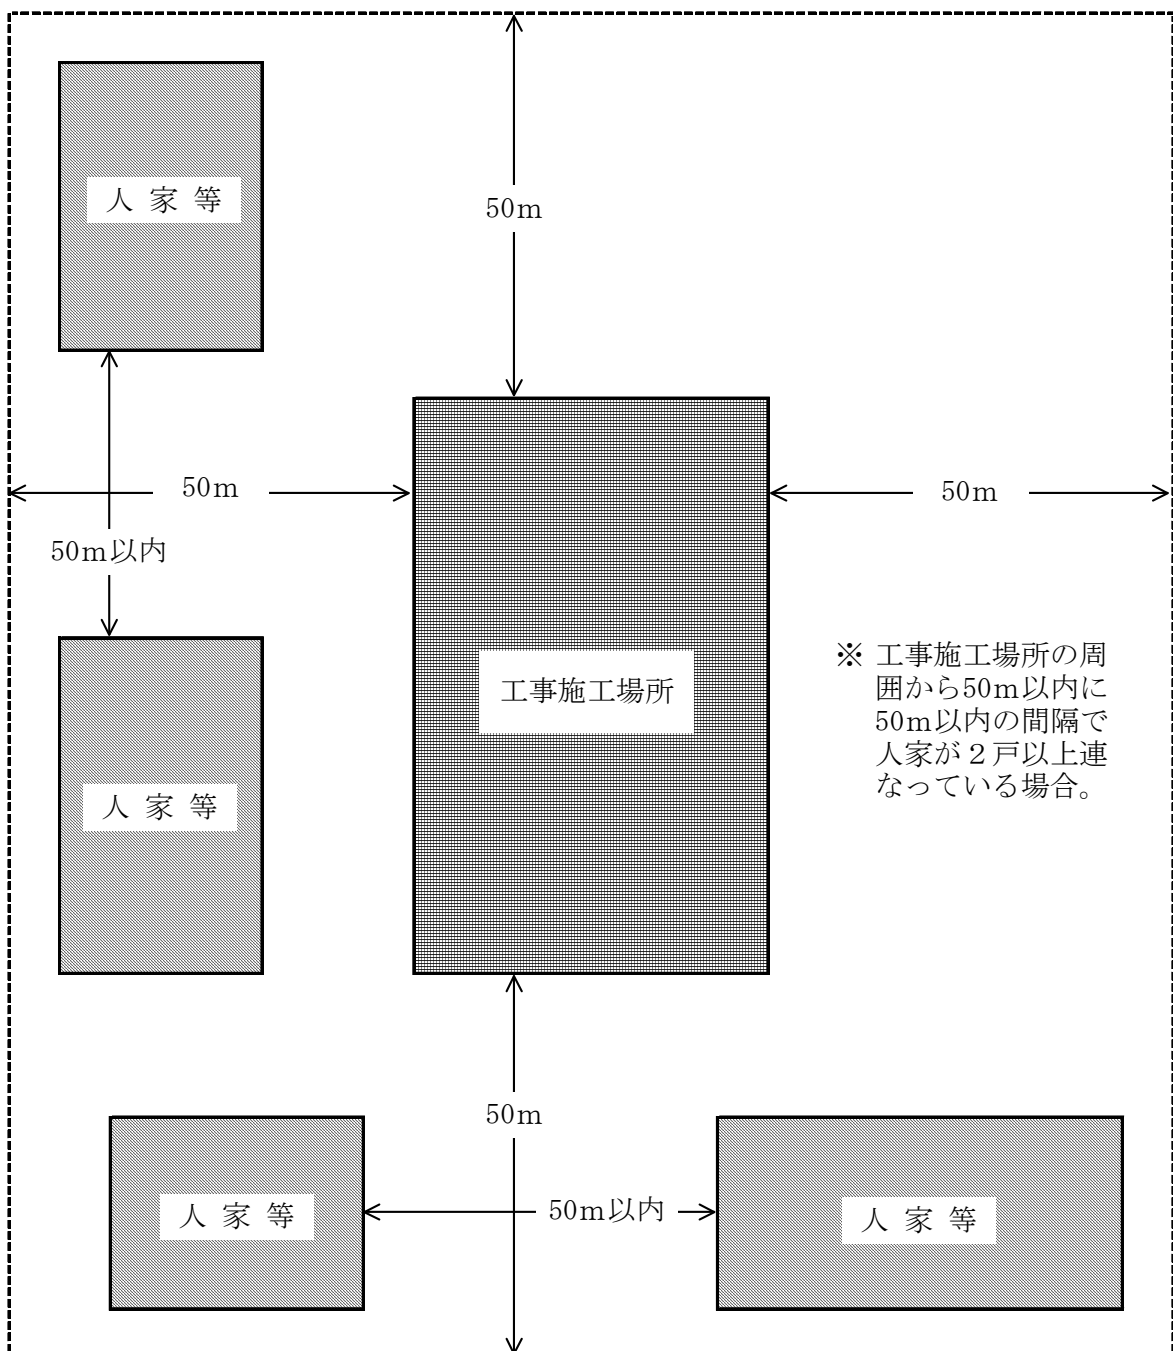 人 家 等
50m
50m
50m
50m以内
※ 工事施工場所の周
囲から50m以内に
50m以内の間隔で
人家が２戸以上連
なっている場合。
工事施工場所
人 家 等
50m
人 家 等
50m以内
人 家 等